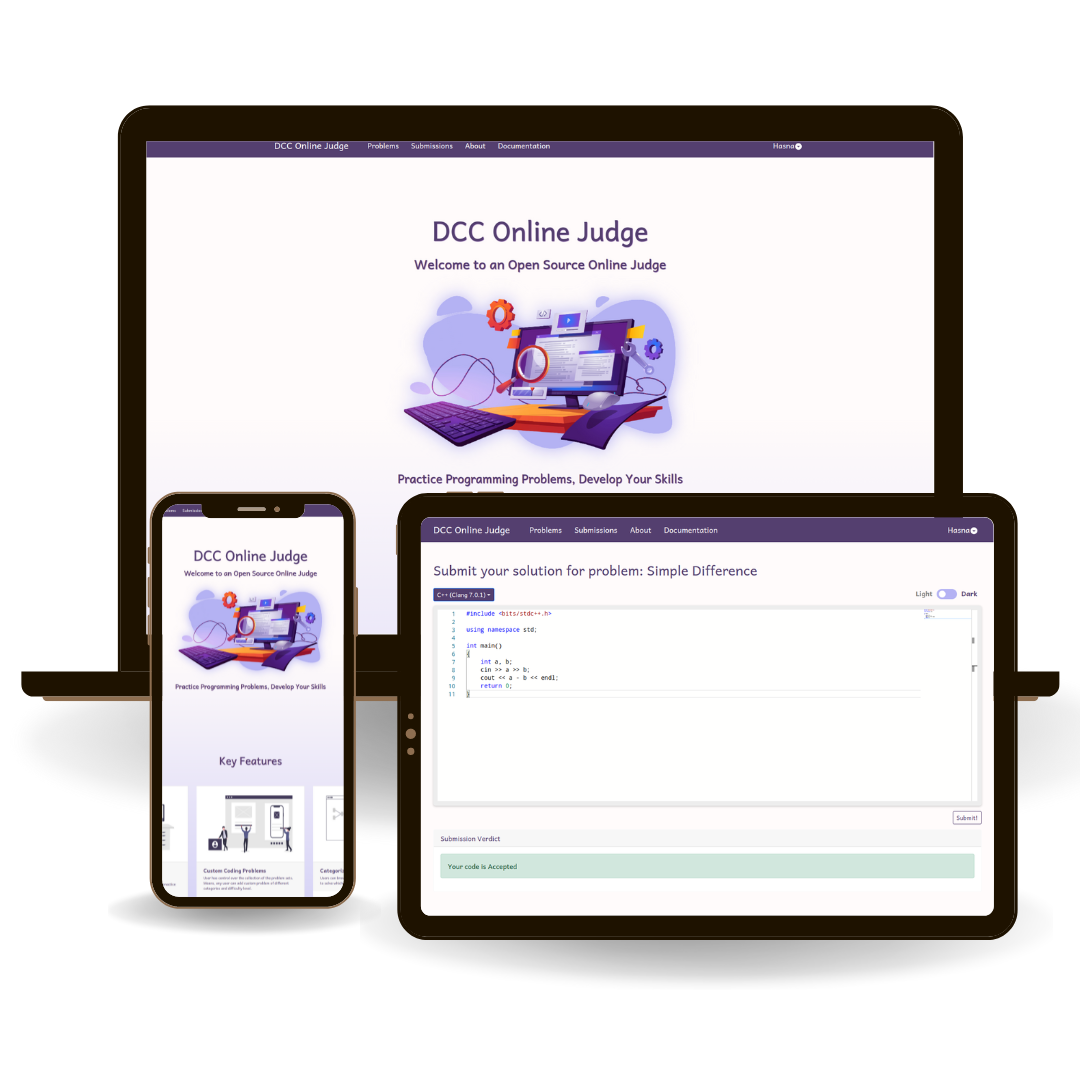 DCC Online Judge Problems Submissions About Documentation Hasna
DCC Online Judge
Welcome to an Open Source Online Judge
Practice Programming Problems, Develop Your Skills
DCC Online Judge
Welcome to an Open Source Online Judge
Practice Programming Problems, Develop Your Skills
Key Features
Custom Coding Problems
DCC Online Judge Problems Submissions About Documentation Hasna
Submit your solution for problem: Simple Difference
C++ (Clang 7.0.1)
Light Dark
1 #include <bits/stdc++.h>
2
3 using namespace std;
4
5 int main()
6 {
7 int a, b;
8 cin >> a >> b;
9 cout << a - b << endl;
10 return 0;
11 }
Submit!
Submission Verdict
Your code is Accepted